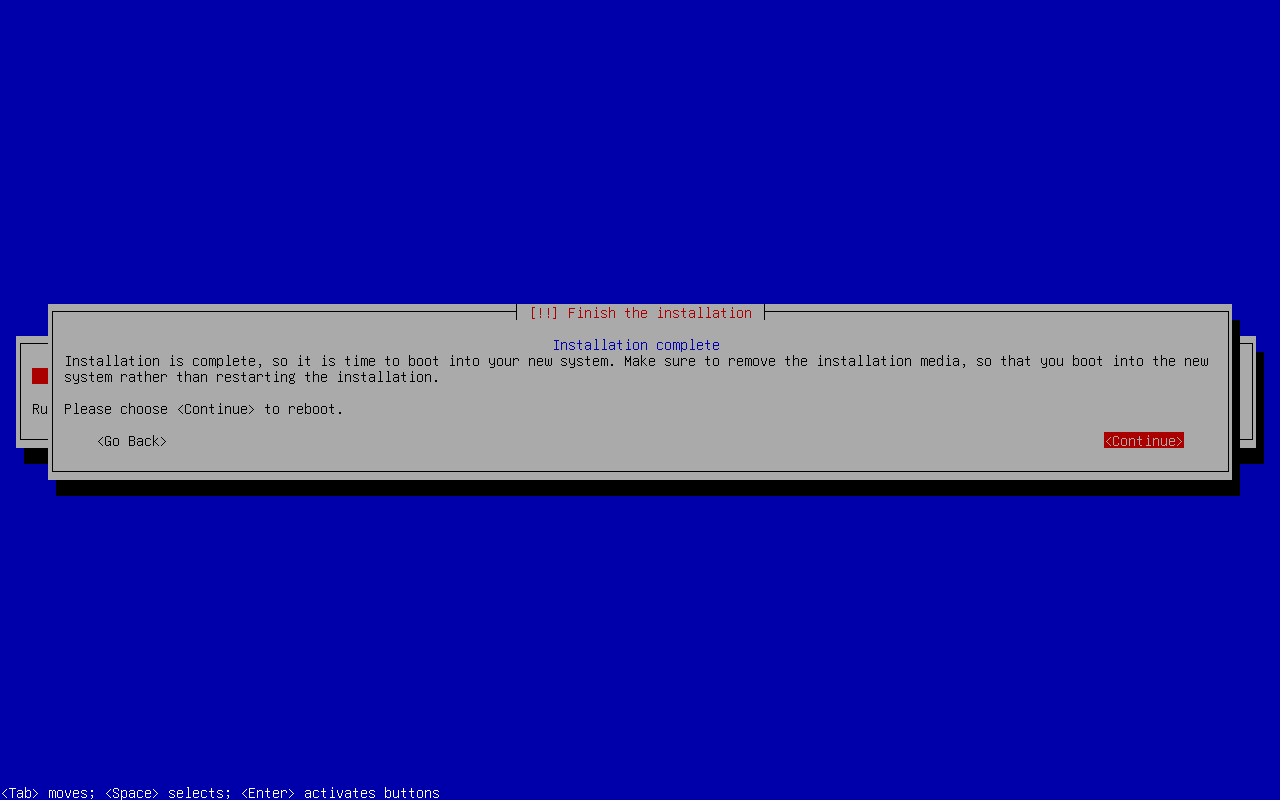 [!!] Finish the installation
Installation complete
Installation is complete, so it is time to boot into your new system. Make sure to remove the installation media, so that you boot into the new
system rather than restarting the installation.
Ru
Please choose <Continue> to reboot.
<Go Back>
<Continue>
<Tab> moves; <Space> selects; <Enter> activates buttons